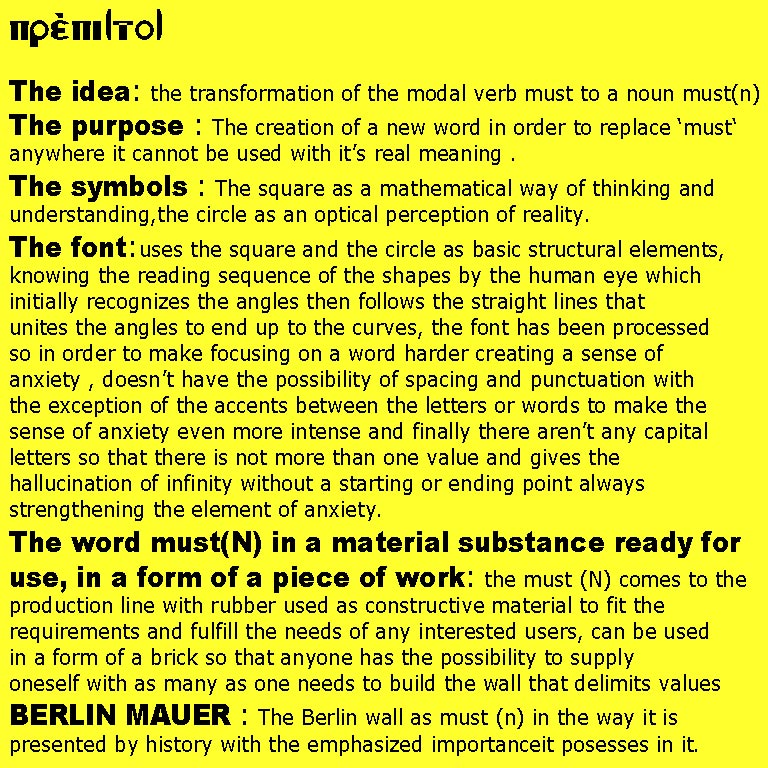 The idea: the transformation of the modal verb must to a noun must(n)
The purpose : The creation of a new word in order to replace ‘must‘
anywhere it cannot be used with it’s real meaning .
The symbols : The square as a mathematical way of thinking and
understanding,the circle as an optical perception of reality.
The font:uses the square and the circle as basic structural elements,
knowing the reading sequence of the shapes by the human eye which
initially recognizes the angles then follows the straight lines that
unites the angles to end up to the curves, the font has been processed
so in order to make focusing on a word harder creating a sense of
anxiety , doesn’t have the possibility of spacing and punctuation with
the exception of the accents between the letters or words to make the
sense of anxiety even more intense and finally there aren’t any capital
letters so that there is not more than one value and gives the
hallucination of infinity without a starting or ending point always
strengthening the element of anxiety.
The word must(N) in a material substance ready for
use, in a form of a piece of work: the must (N) comes to the
production line with rubber used as constructive material to fit the
requirements and fulfill the needs of any interested users, can be used
in a form of a brick so that anyone has the possibility to supply
oneself with as many as one needs to build the wall that delimits values
BERLIN MAUER : The Berlin wall as must (n) in the way it is
presented by history with the emphasized importanceit posesses in it.